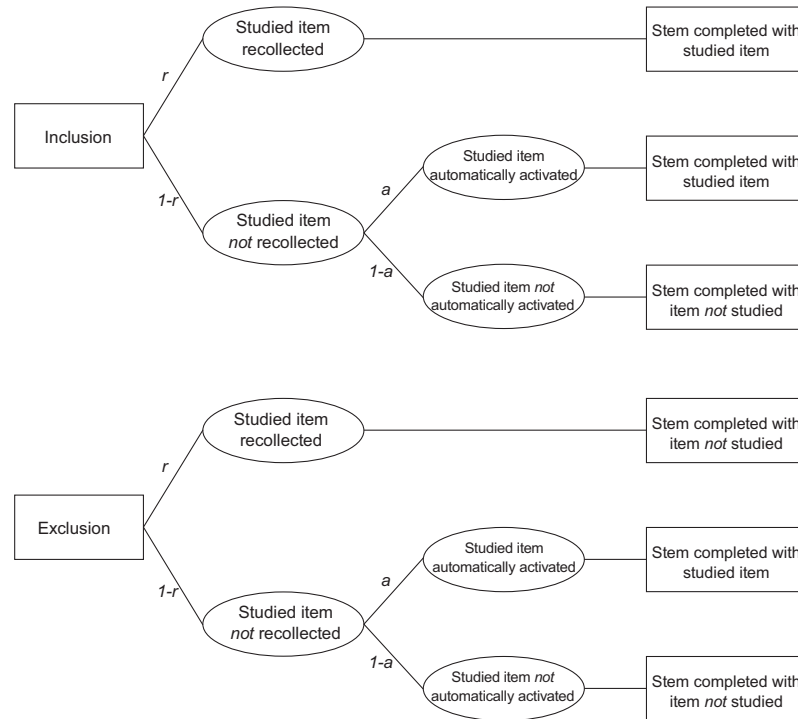 Studied item
recollected
Stem completed with
studied item
r
Inclusion
1-r
Studied item
not recollected
a
Studied item
automatically activated
Stem completed with
studied item
1-a
Studied item not
automatically activated
Stem completed with
item not studied
Studied item
recollected
Stem completed with
item not studied
r
Exclusion
1-r
Studied item
not recollected
a
Studied item
automatically activated
Stem completed with
studied item
1-a
Studied item not
automatically activated
Stem completed with
item not studied